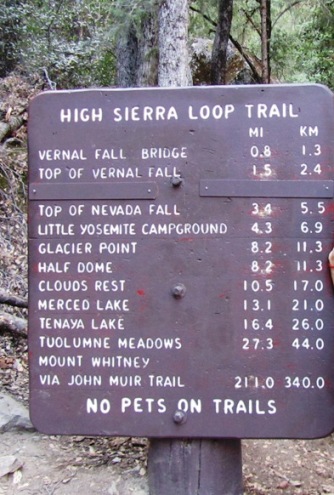 HIGH SIERRA LOOP TRAIL
MI KM
VERNAL FALL BRIDGE 0.8 1.3
TOP OF VERNAL FALL 1.5 2.4
TOP OF NEVADA FALL 3.4 5.5
LITTLE YOSEMITE CAMPGROUND 4.3 6.9
GLACIER POINT 8.2 11.3
HALF DOME 8.2 11.3
CLOUDS REST 10.5 17.0
MERCED LAKE 13.1 21.0
TENAYA LAKE 16.4 26.0
TUOLUMNE MEADOWS 27.3 44.0
MOUNT WHITNEY
VIA JOHN MUIR TRAIL 211.0 340.0
NO PETS ON TRAILS